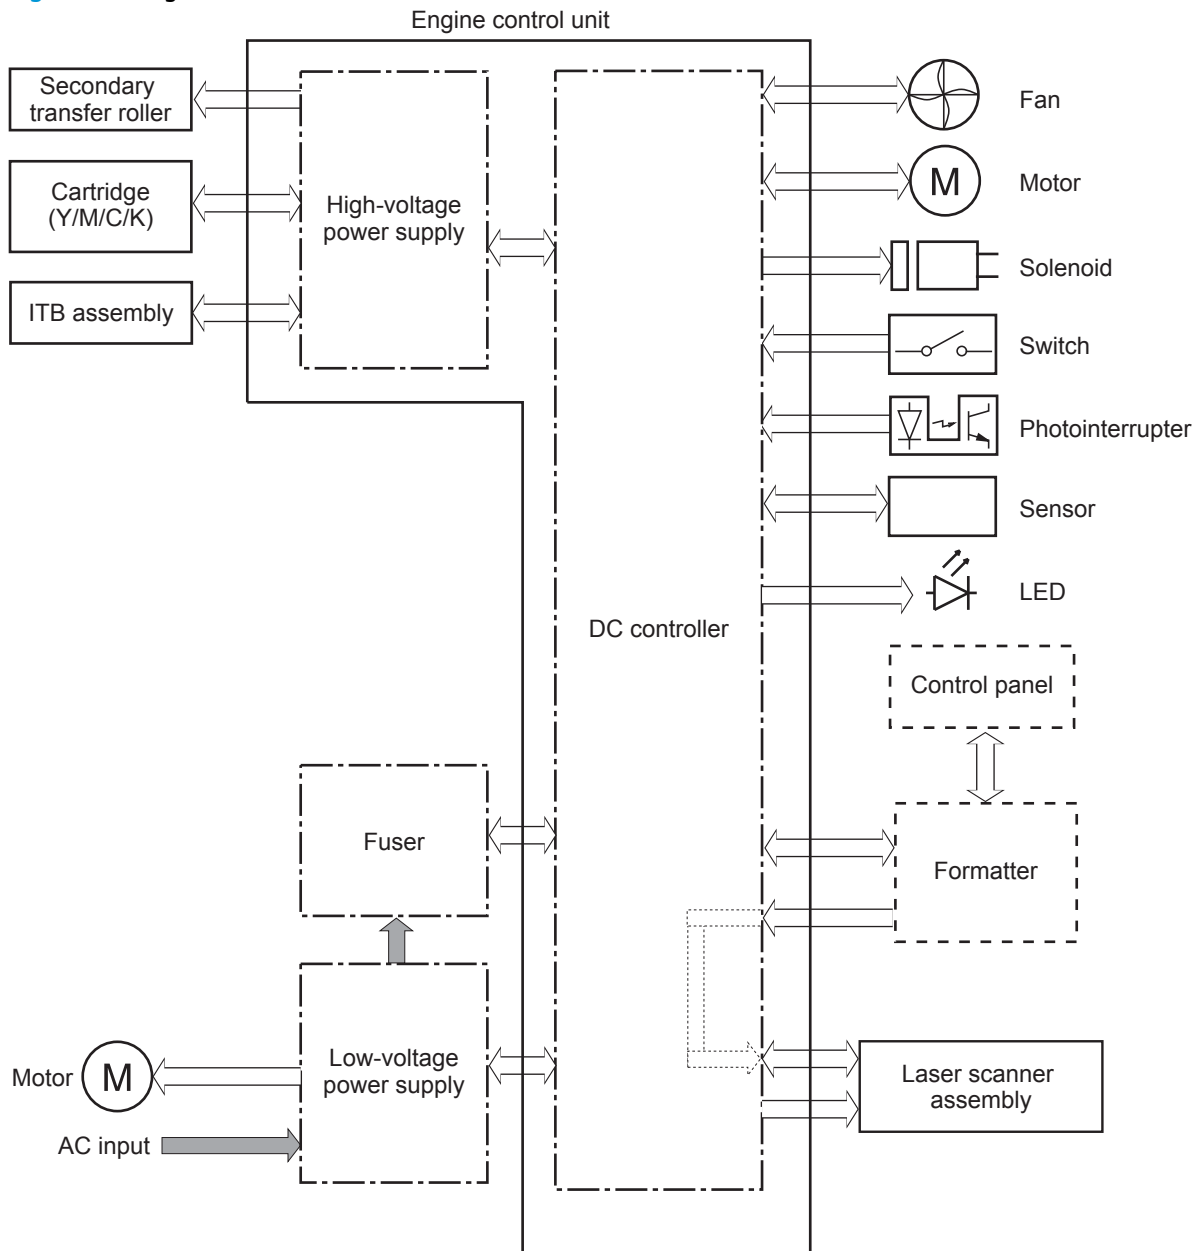 Engine control unit
Secondary
transfer roller
Cartridge
(Y/M/C/K)
ITB assembly
High-voltage
power supply
DC controller
Fan
M
Motor
Solenoid
Switch
Photointerrupter
Sensor
LED
Control panel
Formatter
Fuser
Low-voltage
power supply
Motor
M
AC input
Laser scanner
assembly